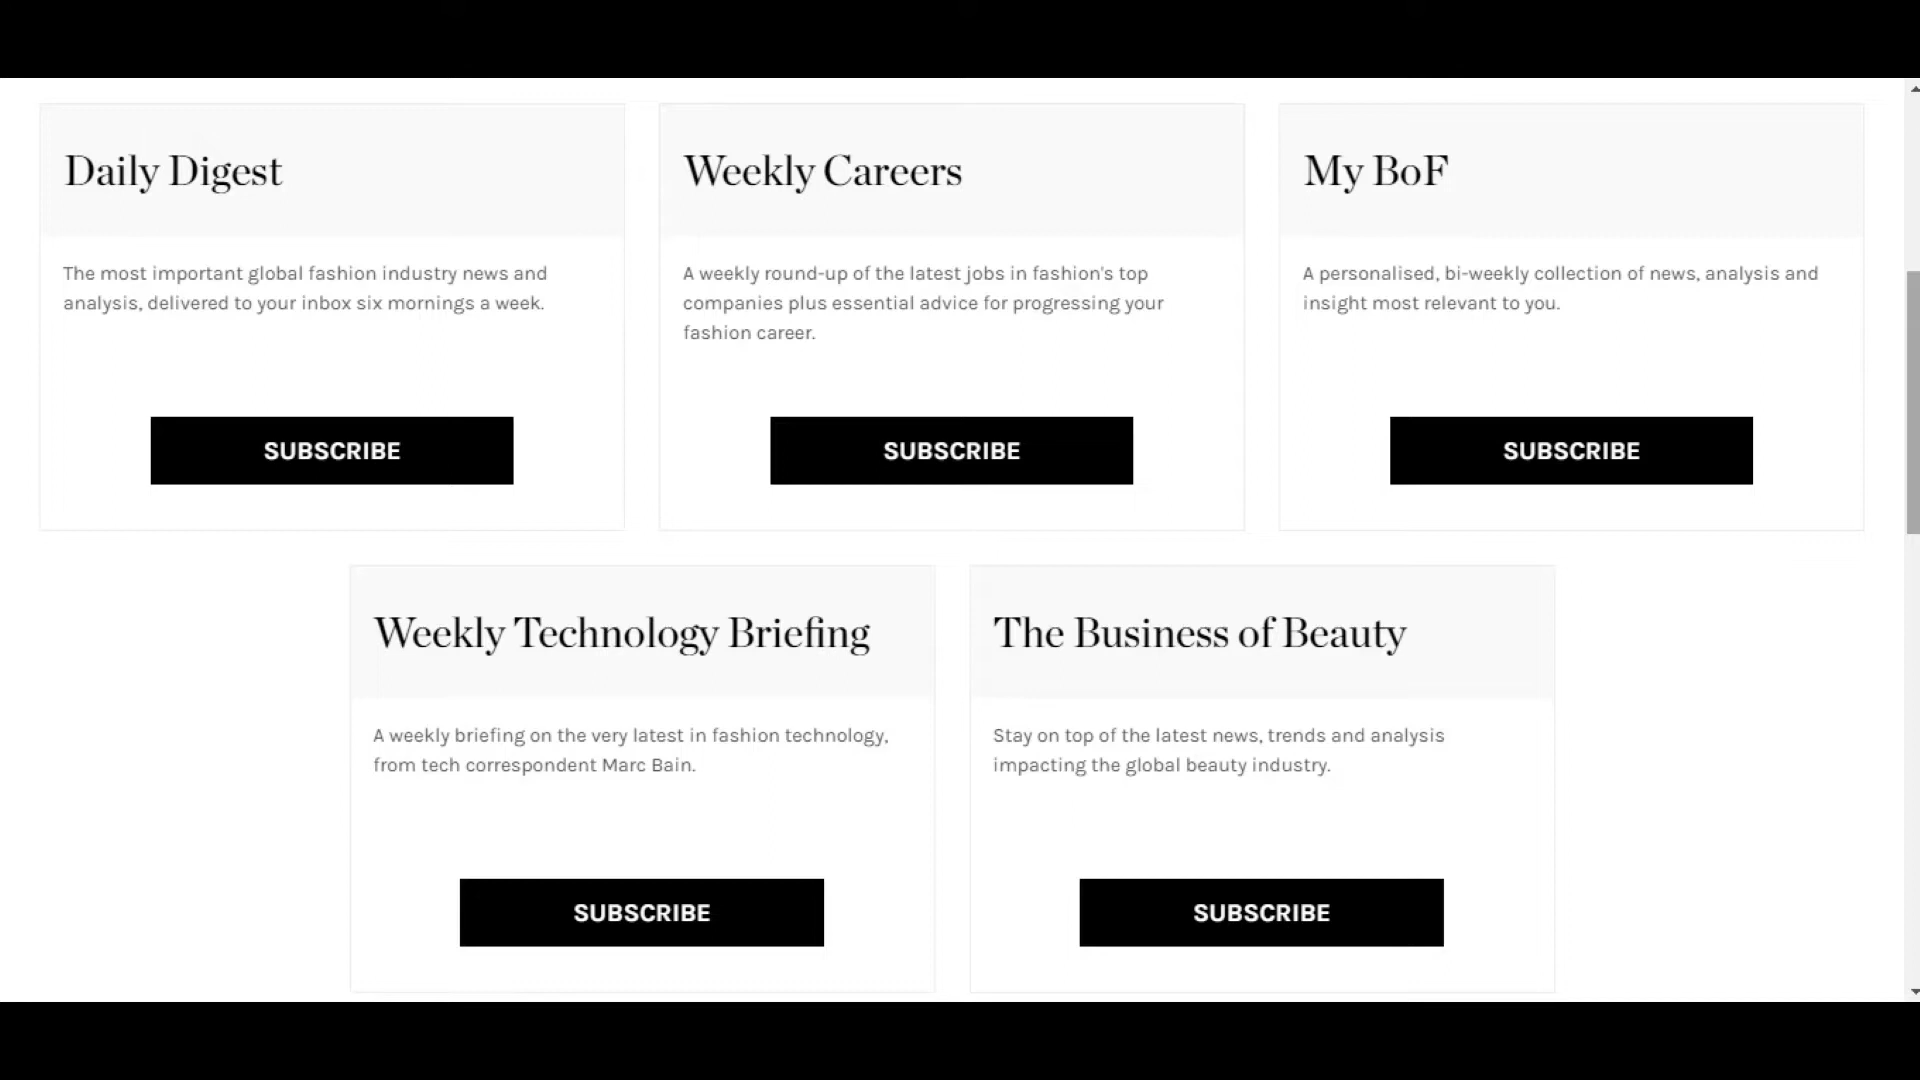 Daily Digest
The most important global fashion industry news and
analysis, delivered to your inbox six mornings a week.
SUBSCRIBE
Weekly Careers
A weekly round-up of the latest jobs in fashion's top
companies plus essential advice for progressing your
fashion career.
SUBSCRIBE
My BoF
A personalised, bi-weekly collection of news, analysis and
insight most relevant to you.
SUBSCRIBE
Weekly Technology Briefing
A weekly briefing on the very latest in fashion technology,
from tech correspondent Marc Bain.
SUBSCRIBE
The Business of Beauty
Stay on top of the latest news, trends and analysis
impacting the global beauty industry.
SUBSCRIBE